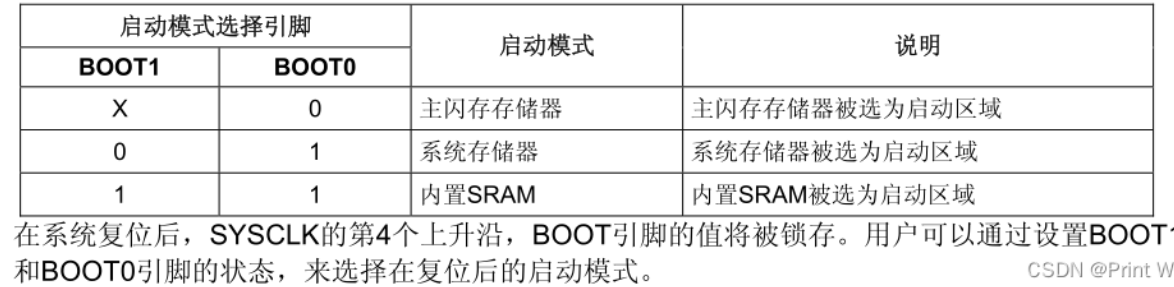 启动模式选择引脚 启动模式 说明
BOOT1 BOOT0
X 0 主闪存存储器 主闪存存储器被选为启动区域
0 1 系统存储器 系统存储器被选为启动区域
1 1 内置SRAM 内置SRAM被选为启动区域
在系统复位后，SYSCLK的第4个上升沿，BOOT引脚的值将被锁存。用户可以通过设置BOOT1
和BOOT0引脚的状态，来选择在复位后的启动模式。
CSDN @Print W